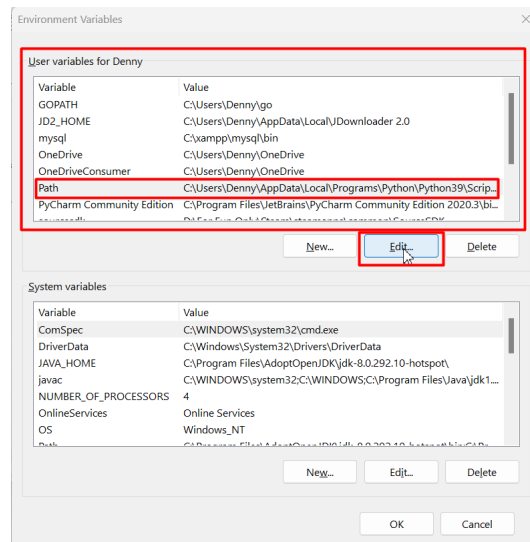 Environment Variables
User variables for Denny
Variable Value
GOPATH C:\Users\Denny\go
JD2_HOME C:\Users\Denny\AppData\Local\JDownloader 2.0
mysql C:\xampp\mysql\bin
OneDrive C:\Users\Denny\OneDrive
OneDriveConsumer C:\Users\Denny\OneDrive
Path C:\Users\Denny\AppData\Local\Programs\Python\Python39\Scrip...
PyCharm Community Edition C:\Program Files\JetBrains\PyCharm Community Edition 2020.3\bi...
New... Edit... Delete
System variables
Variable Value
ComSpec C:\WINDOWS\system32\cmd.exe
DriverData C:\Windows\System32\Drivers\DriverData
JAVA_HOME C:\Program Files\AdoptOpenJDK\jdk-8.0.292.10-hotspot\
javac C:\WINDOWS\system32;C:\WINDOWS;C:\Program Files\Java\jdk1....
NUMBER_OF_PROCESSORS 4
OnlineServices Online Services
OS Windows_NT
New... Edit... Delete
OK Cancel